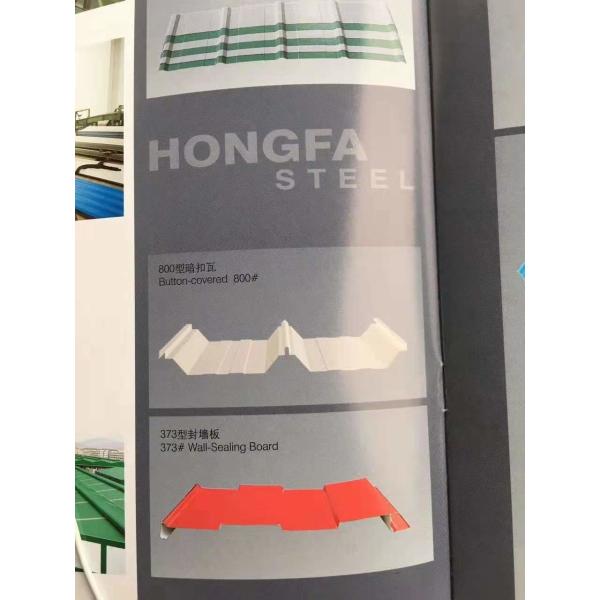 HONGFA
STEEL
800型暗扣瓦
Button-covered 800#
373型封墙板
373# Wall-Sealing Board